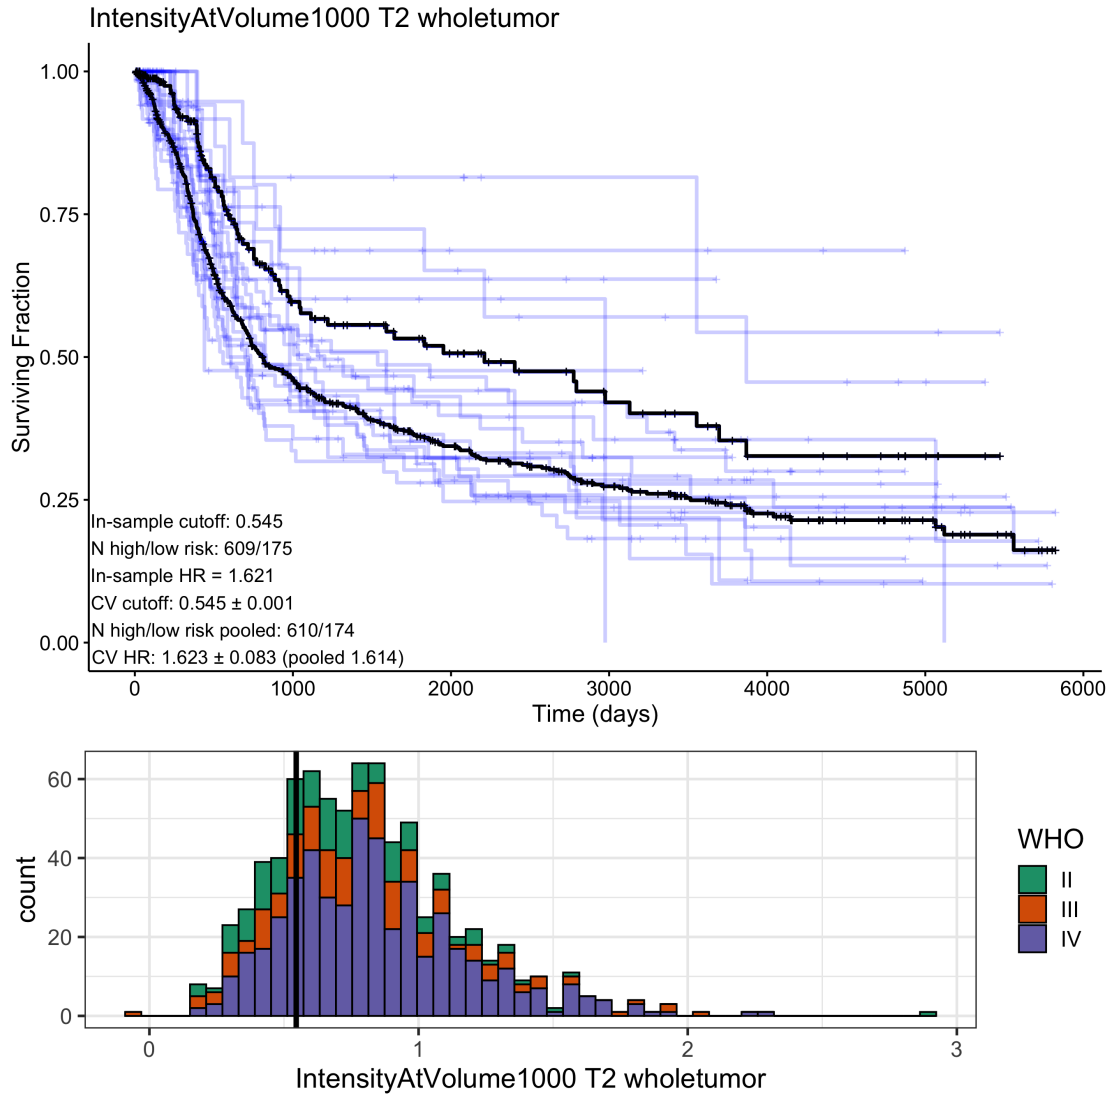 IntensityAtVolume1000 T2 wholetumor
1.00
0.75
0.50
0.25
0.00
Surviving Fraction
In-sample cutoff: 0.545
N high/low risk: 609/175
In-sample HR = 1.621
CV cutoff: 0.545 ± 0.001
N high/low risk pooled: 610/174
CV HR: 1.623 ± 0.083 (pooled 1.614)
0 1000 2000 3000 4000 5000 6000
Time (days)
60
40
20
0
count
0 1 2 3
IntensityAtVolume1000 T2 wholetumor
WHO
II
III
IV